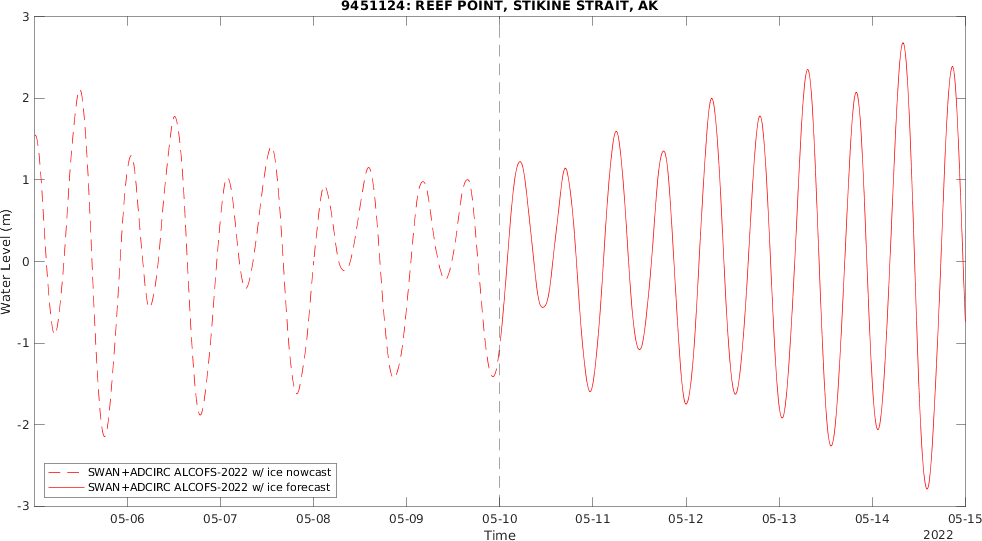 9451124: REEF POINT, STIKINE STRAIT, AK
3
2
1
0
-1
-2
-3
Water Level (m)
SWAN+ADCIRC ALCOFS-2022 w/ ice nowcast
SWAN+ADCIRC ALCOFS-2022 w/ ice forecast
05-06 05-07 05-08 05-09 05-10 05-11 05-12 05-13 05-14 05-15
Time
2022